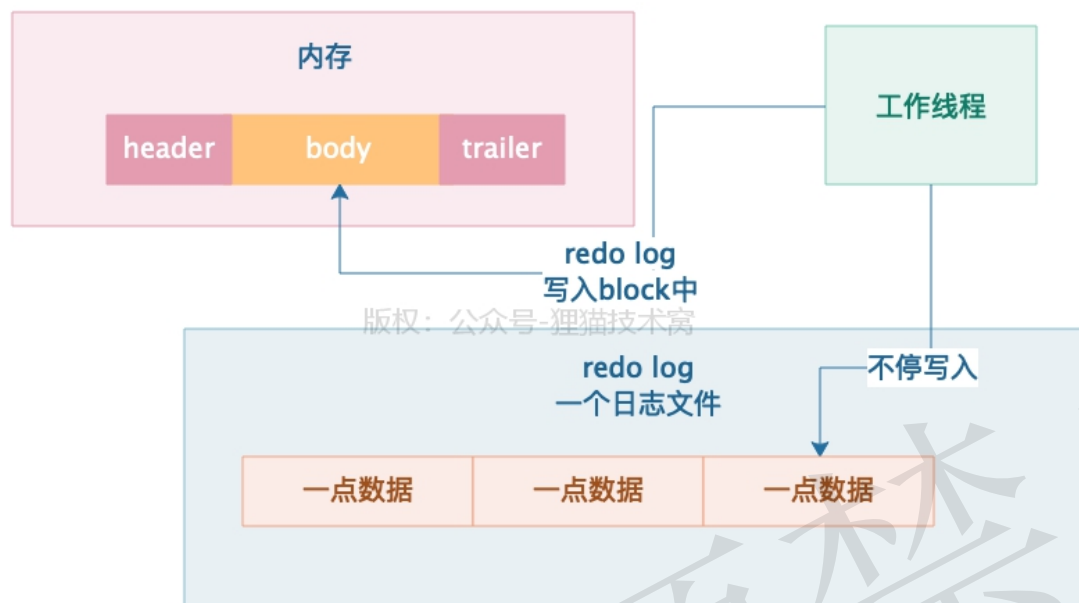 内存
工作线程
header body trailer
redo log
写入block中
版权：公众号-狸猫技术窝
redo log
一个日志文件
不停写入
一点数据 一点数据 一点数据